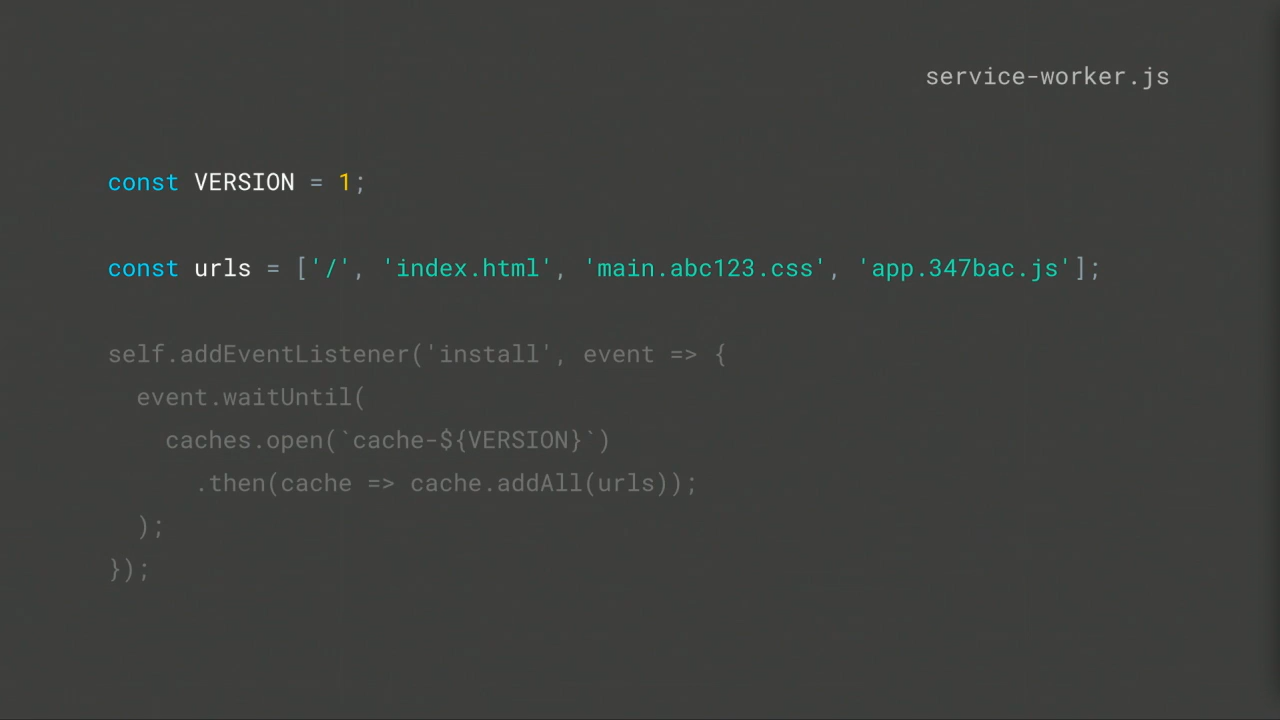 service-worker.js
const VERSION = 1;
const urls = ['/', 'index.html', 'main.abc123.css', 'app.347bac.js'];
self.addEventListener('install', event => {
  event.waitUntil(
    caches.open(`cache-${VERSION}`)
      .then(cache => cache.addAll(urls));
  );
});